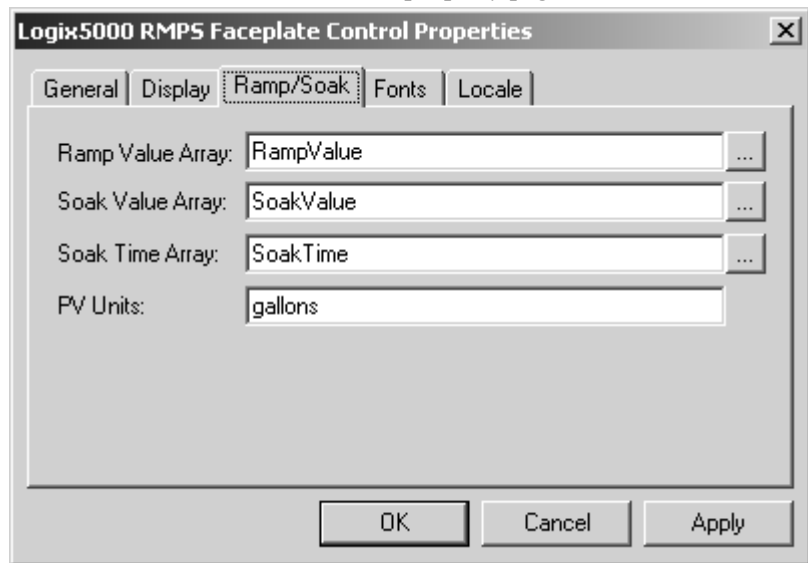 Logix5000 RMPS Faceplate Control Properties
General Display Ramp/Soak Fonts Locale
Ramp Value Array: RampValue ...
Soak Value Array: SoakValue ...
Soak Time Array: SoakTime ...
PV Units: gallons
OK Cancel Apply